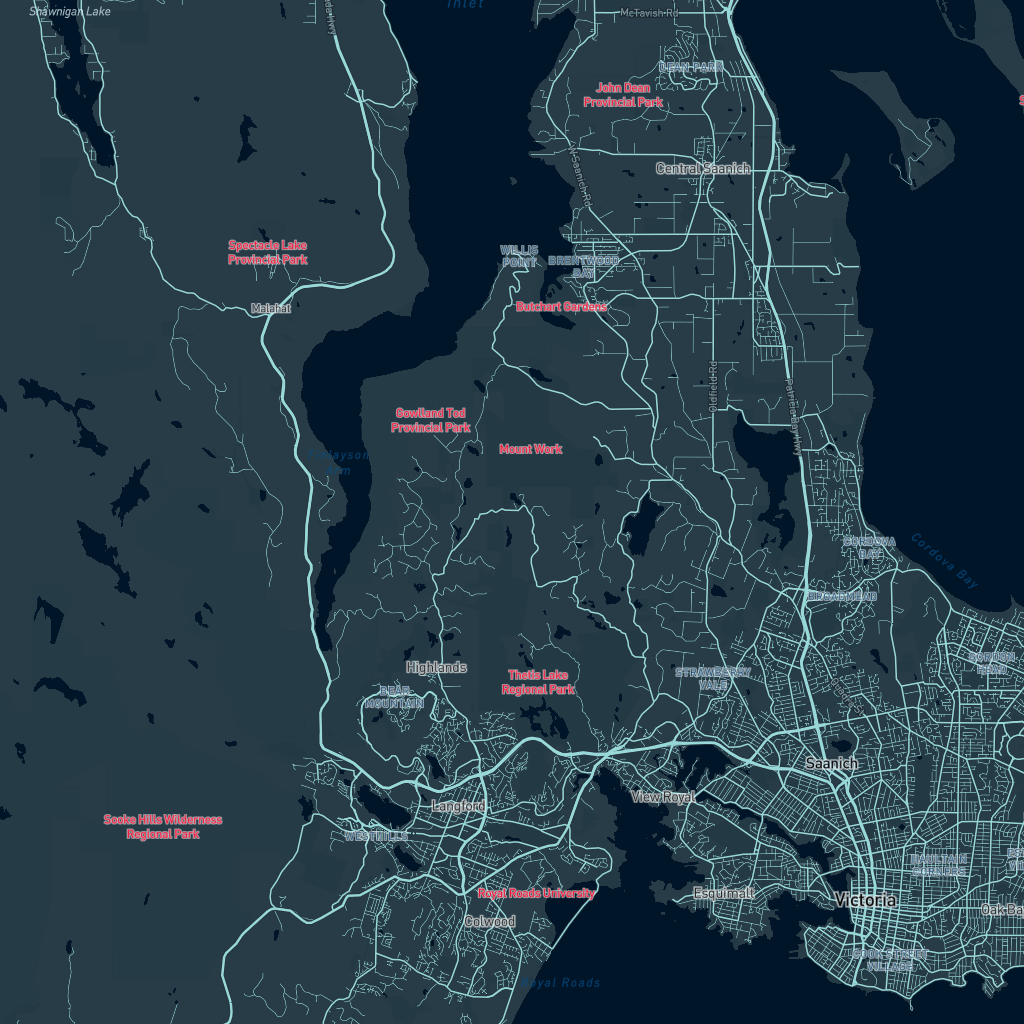 Inlet
Shawnigan Lake
McTavish Rd
DEAN PARK
John Dean
Provincial Park
W Saanich Rd
Central Saanich
Spectacle Lake
Provincial Park
WILLIS
POINT
BRENTWOOD
BAY
Malahat
Butchart Gardens
Oldfield Rd
Patricia Bay Hwy
Gowlland Tod
Provincial Park
Mount Work
Finlayson
Arm
CORDOVA
BAY
Cordova Bay
BROADMEAD
Highlands
Thetis Lake
Regional Park
STRAWBERRY
VALE
GORDON
HEAD
BEAR
MOUNTAIN
Saanich
View Royal
Langford
Sooke Hills Wilderness
Regional Park
WESTHILLS
HAULTAIN
CORNERS
Royal Roads University
Esquimalt
Victoria
Oak Bay
Colwood
COOK STREET
VILLAGE
Royal Roads